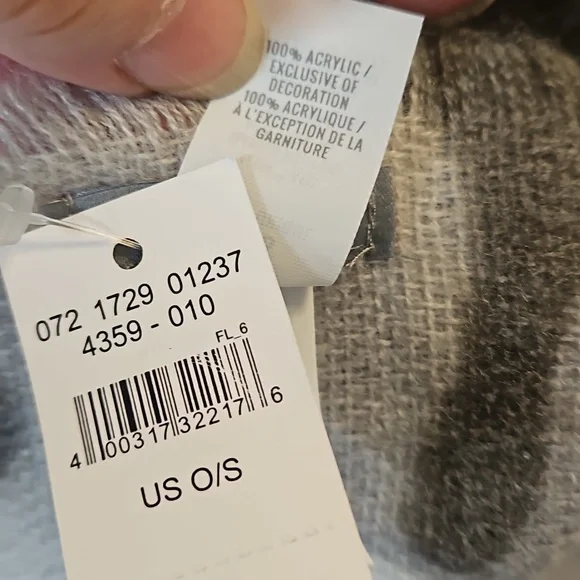 100% ACRYLIC /
EXCLUSIVE OF
DECORATION
100% ACRYLIQUE /
À L'EXCEPTION DE LA
GARNITURE
072 1729 01237
4359 - 010
FL_6
4 00317 32217 6
US O/S